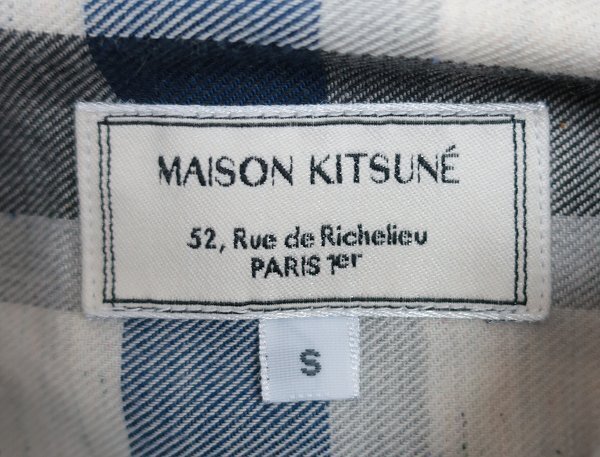 MAISON KITSUNÉ
52, Rue de Richelieu
PARIS 1er
S